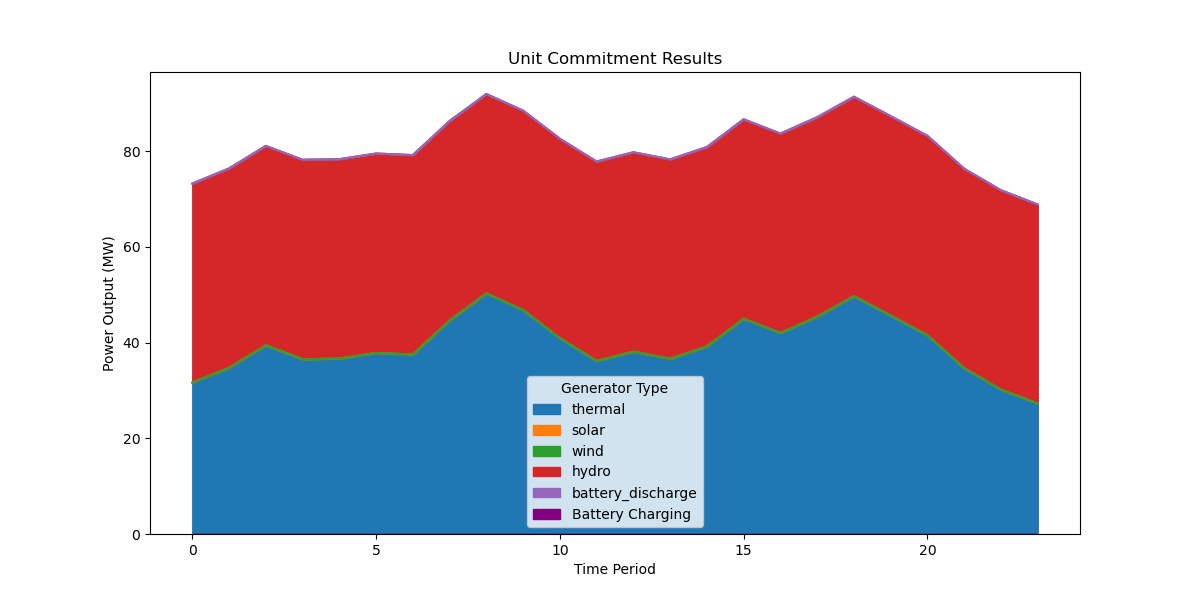 Unit Commitment Results
Power Output (MW)
80
60
40
20
0
Generator Type
thermal
solar
wind
hydro
battery_discharge
Battery Charging
0 5 10 15 20
Time Period